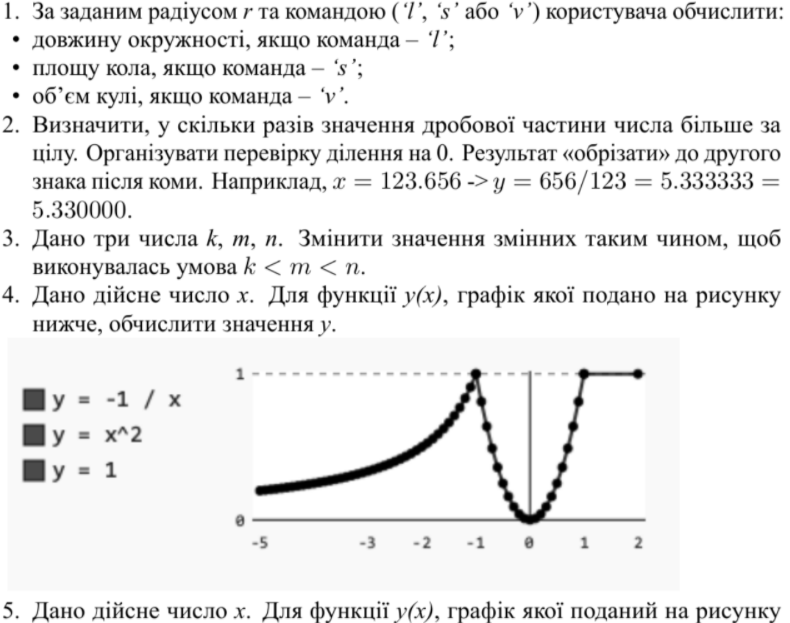 1. За заданим радіусом r та командою (‘l’, ‘s’ або ‘v’) користувача обчислити:
• довжину окружності, якщо команда – ‘l’;
• площу кола, якщо команда – ‘s’;
• об’єм кулі, якщо команда – ‘v’.
2. Визначити, у скільки разів значення дробової частини числа більше за
цілу. Організувати перевірку ділення на 0. Результат «обрізати» до другого
знака після коми. Наприклад, x = 123.656 -> y = 656/123 = 5.333333 =
5.330000.
3. Дано три числа k, m, n. Змінити значення змінних таким чином, щоб
виконувалась умова k < m < n.
4. Дано дійсне число x. Для функції y(x), графік якої подано на рисунку
нижче, обчислити значення y.
y = -1 / x
y = x^2
y = 1
1
0
-5 -3 -2 -1 0 1 2
5. Дано дійсне число x. Для функції y(x), графік якої поданий на рисунку